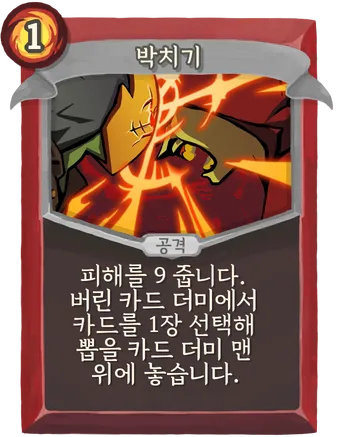 1
박치기
공격
피해를 9 줍니다.
버린 카드 더미에서
카드를 1장 선택해
뽑을 카드 더미 맨
위에 놓습니다.